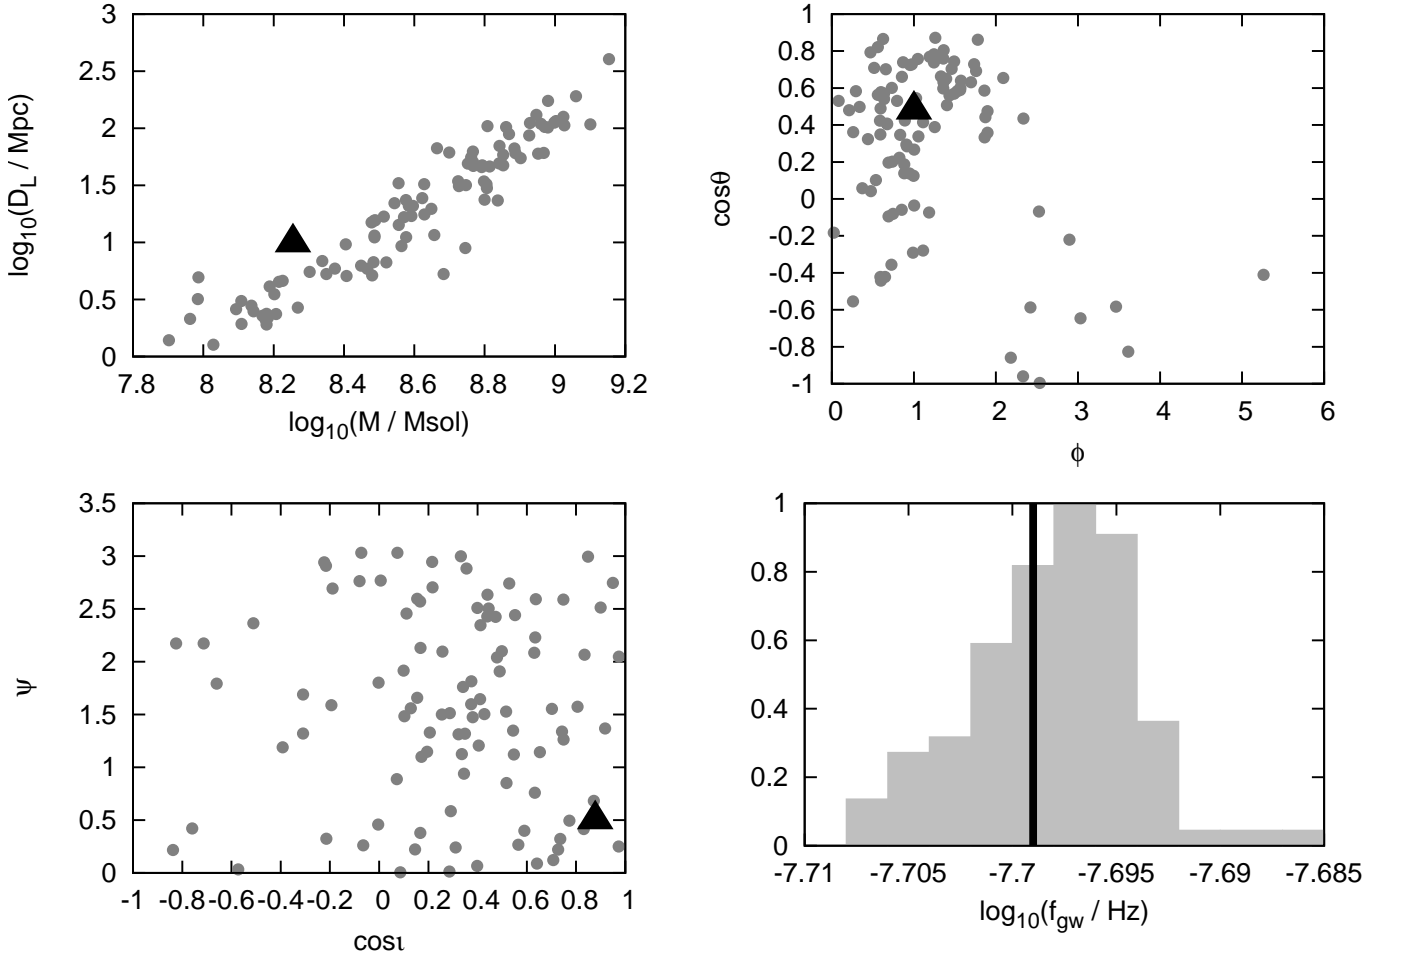 3
2.5
2
1.5
1
0.5
0
7.8 8 8.2 8.4 8.6 8.8 9 9.2
log10(DL / Mpc)
log10(M / Msol)
1
0.8
0.6
0.4
0.2
0
-0.2
-0.4
-0.6
-0.8
-1
0 1 2 3 4 5 6
cosθ
ϕ
3.5
3
2.5
2
1.5
1
0.5
0
-1 -0.8 -0.6 -0.4 -0.2 0 0.2 0.4 0.6 0.8 1
ψ
cosι
1
0.8
0.6
0.4
0.2
0
-7.71 -7.705 -7.7 -7.695 -7.69 -7.685
log10(fgw / Hz)